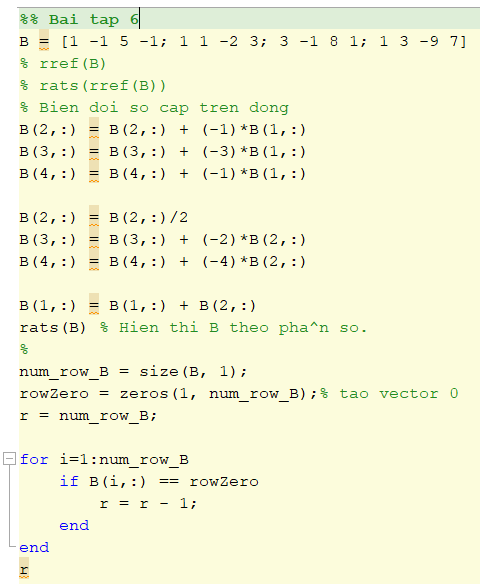 %% Bai tap 6
B = [1 -1 5 -1; 1 1 -2 3; 3 -1 8 1; 1 3 -9 7]
% rref(B)
% rats(rref(B))
% Bien doi so cap tren dong
B(2,:) = B(2,:) + (-1)*B(1,:)
B(3,:) = B(3,:) + (-3)*B(1,:)
B(4,:) = B(4,:) + (-1)*B(1,:)
B(2,:) = B(2,:)/2
B(3,:) = B(3,:) + (-2)*B(2,:)
B(4,:) = B(4,:) + (-4)*B(2,:)
B(1,:) = B(1,:) + B(2,:)
rats(B) % Hien thi B theo pha^n so.
%
num_row_B = size(B, 1);
rowZero = zeros(1, num_row_B);% tao vector 0
r = num_row_B;
for i=1:num_row_B
if B(i,:) == rowZero
r = r - 1;
end
end
r